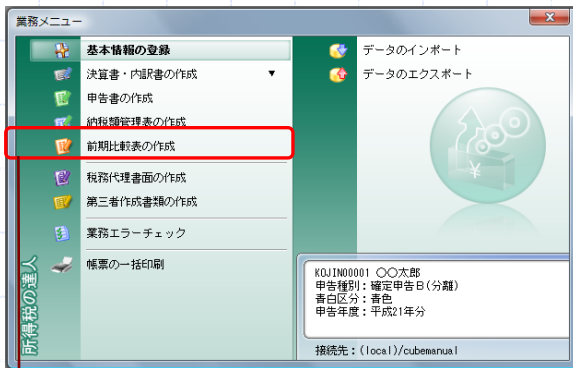 業務メニュー
基本情報の登録
決算書・内訳書の作成 ▼
申告書の作成
納税額管理表の作成
前期比較表の作成
税務代理書面の作成
第三者作成書類の作成
業務エラーチェック
帳票の一括印刷
所得税の達人
データのインポート
データのエクスポート
KOJIN00001 〇〇太郎
申告種別：確定申告B(分離)
青白区分：青色
申告年度：平成21年分
接続先：(local)/cubemanual